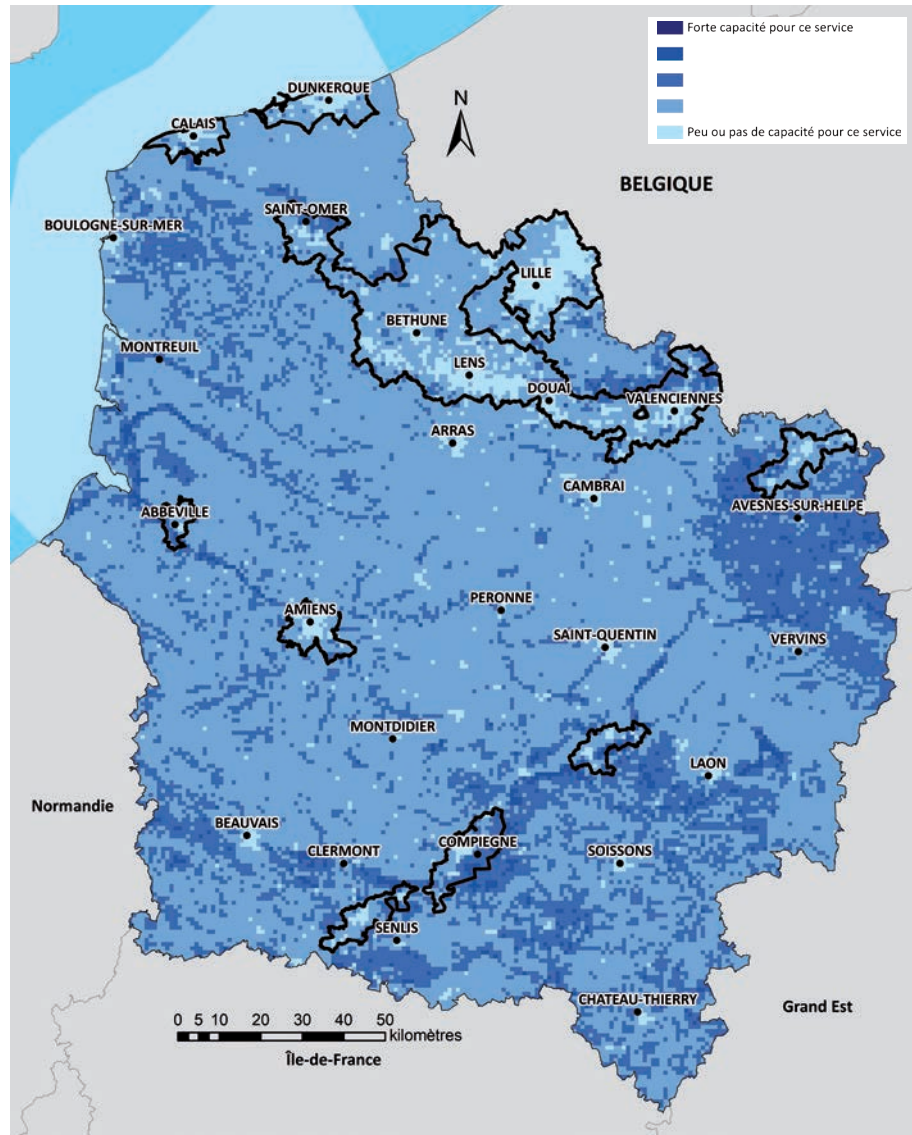 Forte capacité pour ce service
Peu ou pas de capacité pour ce service
DUNKERQUE
CALAIS
N
BELGIQUE
SAINT-OMER
BOULOGNE-SUR-MER
LILLE
BETHUNE
MONTREUIL
LENS
DOUAI
VALENCIENNES
ARRAS
CAMBRAI
AVESNES-SUR-HELPE
ABBEVILLE
PERONNE
AMIENS
SAINT-QUENTIN
VERVINS
MONTDIDIER
LAON
Normandie
BEAUVAIS
CLERMONT
COMPIEGNE
SOISSONS
SENLIS
CHATEAU-THIERRY
Grand Est
0 5 10 20 30 40 50
kilomètres
Île-de-France